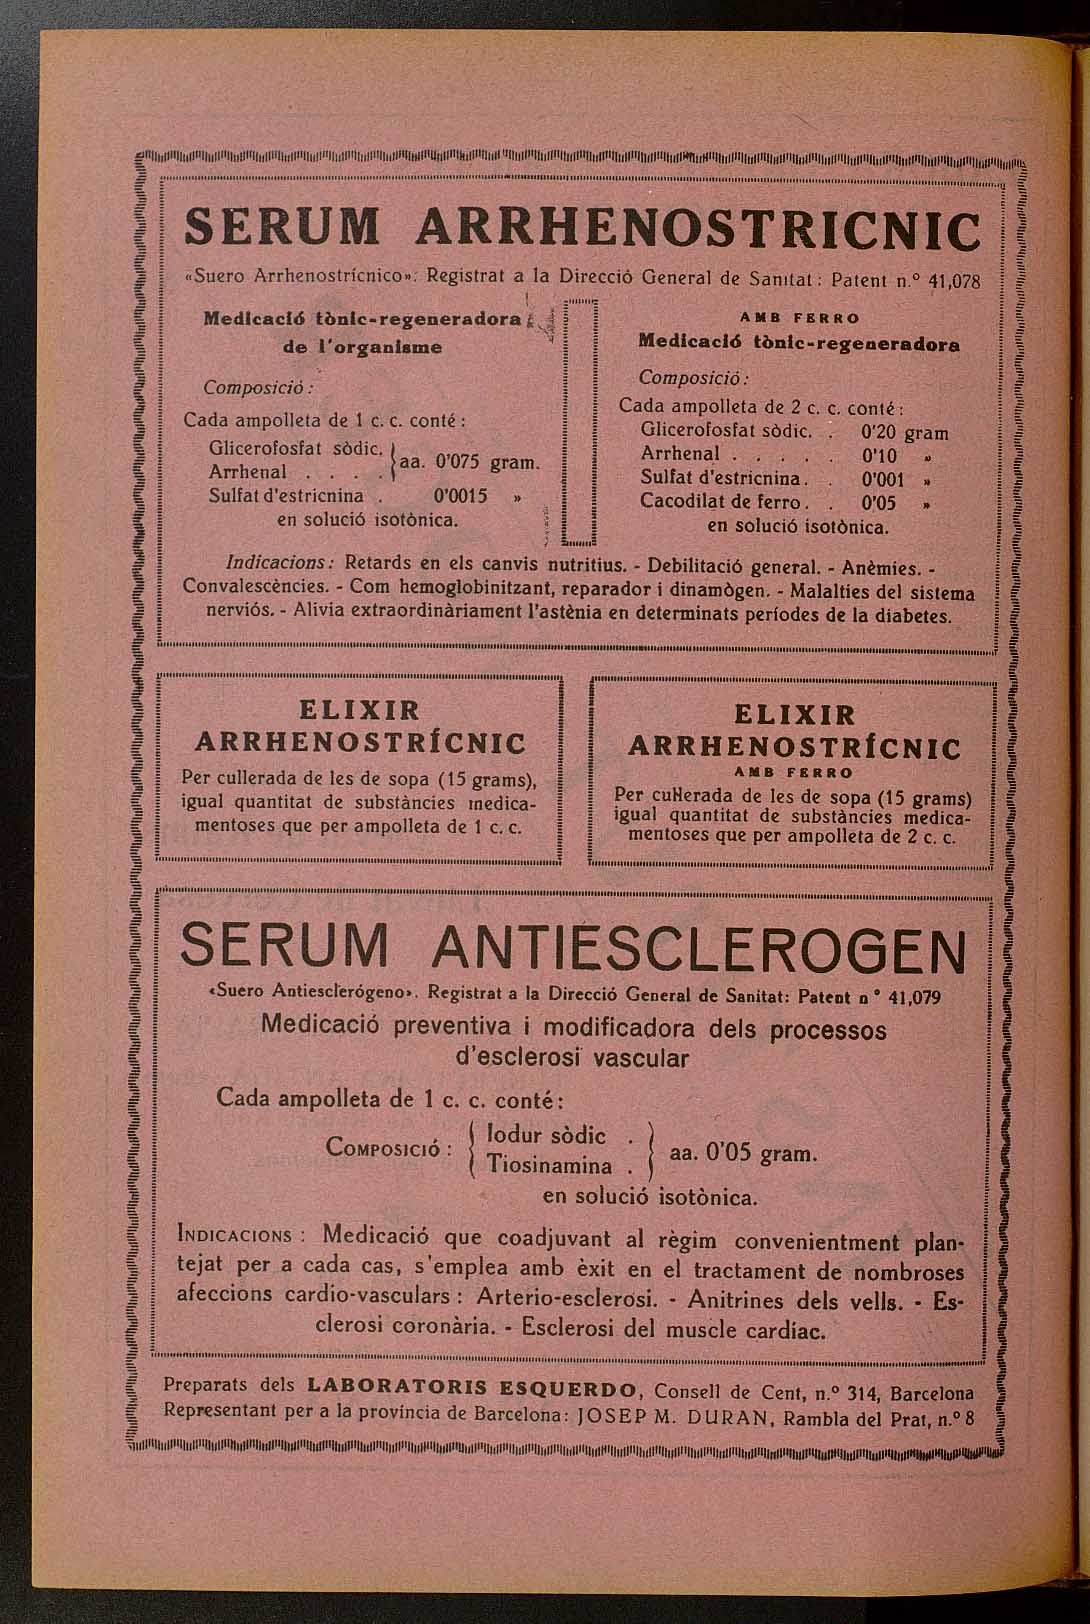 SERUM ARRHENOSTRICNIC
«Suero Arrhenostrícnico»: Registrat a la Direcció General de Sanitat: Patent n.º 41,078
Medicació tònic-regeneradora
de l'organisme
Composició:
Cada ampolleta de 1 c. c. conté:
Glicerofosfat sòdic. } aa. 0'075 gram.
Arrhenal . . . .
Sulfat d'estricnina . 0'0015 »
en solució isotònica.
AMB FERRO
Medicació tònic-regeneradora
Composició:
Cada ampolleta de 2 c. c. conté:
Glicerofosfat sòdic. . 0'20 gram
Arrhenal . . . . . 0'10 »
Sulfat d'estricnina. . 0'001 »
Cacodilat de ferro. . 0'05 »
en solució isotònica.
Indicacions: Retards en els canvis nutritius. - Debilitació general. - Anèmies. -
Convalescències. - Com hemoglobinitzant, reparador i dinamògen. - Malalties del sistema
nerviós. - Alivia extraordinàriament l'astènia en determinats períodes de la diabetes.
ELIXIR
ARRHENOSTRÍCNIC
Per cullerada de les de sopa (15 grams),
igual quantitat de substàncies medica-
mentoses que per ampolleta de 1 c. c.
ELIXIR
ARRHENOSTRÍCNIC
AMB FERRO
Per cullerada de les de sopa (15 grams)
igual quantitat de substàncies medica-
mentoses que per ampolleta de 2 c. c.
SERUM ANTIESCLEROGEN
«Suero Antiesclerógeno». Registrat a la Direcció General de Sanitat: Patent nº 41,079
Medicació preventiva i modificadora dels processos
d'esclerosi vascular
Cada ampolleta de 1 c. c. conté:
COMPOSICIÓ: { Iodur sòdic . } aa. 0'05 gram.
Tiosinamina .
en solució isotònica.
INDICACIONS: Medicació que coadjuvant al règim convenientment plan-
tejat per a cada cas, s'emplea amb èxit en el tractament de nombroses
afeccions cardio-vasculars: Arterio-esclerosi. - Anitrines dels vells. - Es-
clerosi coronària. - Esclerosi del muscle cardíac.
Preparats dels LABORATORIS ESQUERDO, Consell de Cent, n.º 314, Barcelona
Representant per a la província de Barcelona: JOSEP M. DURAN, Rambla del Prat, n.º 8